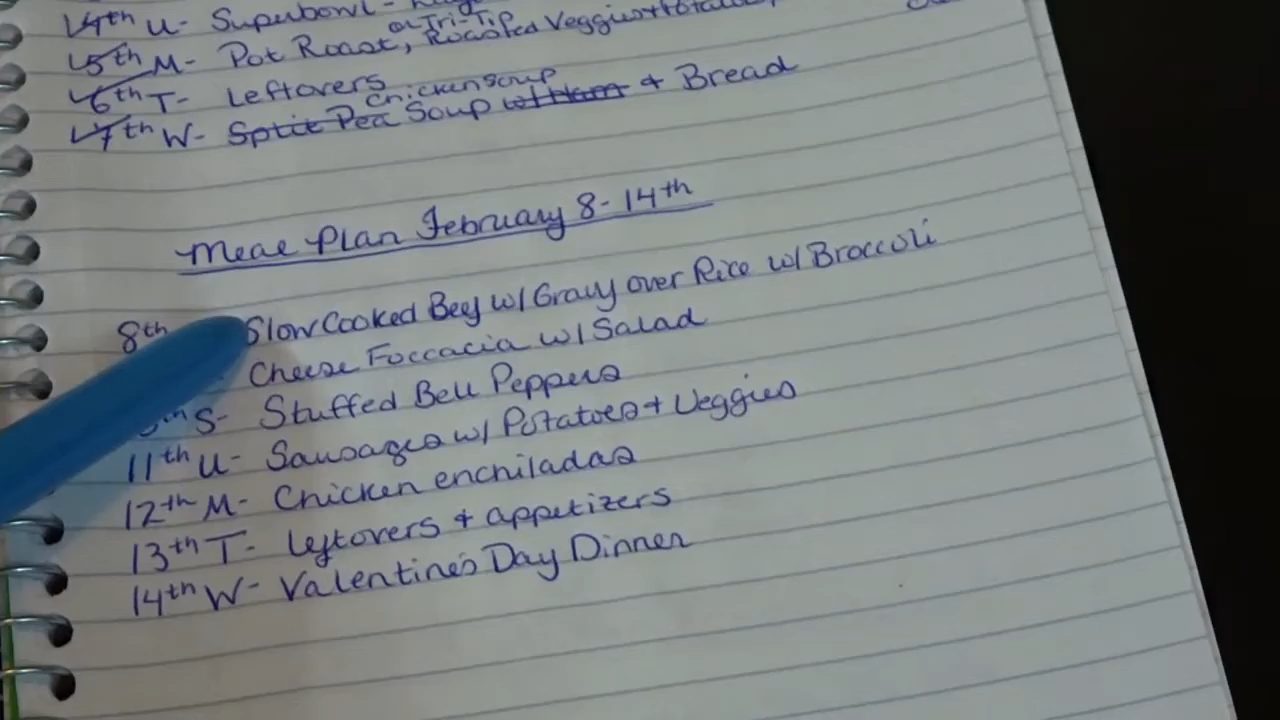 4th U- Superbowl -
or Tri-Tip
5th M- Pot Roast, Roasted Veggies +
6th T- Leftovers
Chicken soup
7th W- Split Pea Soup w/ Ham + Bread
Meal Plan February 8-14th
8th Slow Cooked Beef w/ Gravy over Rice w/ Broccoli
Cheese Foccacia w/ Salad
S- Stuffed Bell Peppers
11th U- Sausages w/ Potatoes + Veggies
12th M- Chicken enchiladas
13th T- Leftovers + appetizers
14th W- Valentine's Day Dinner